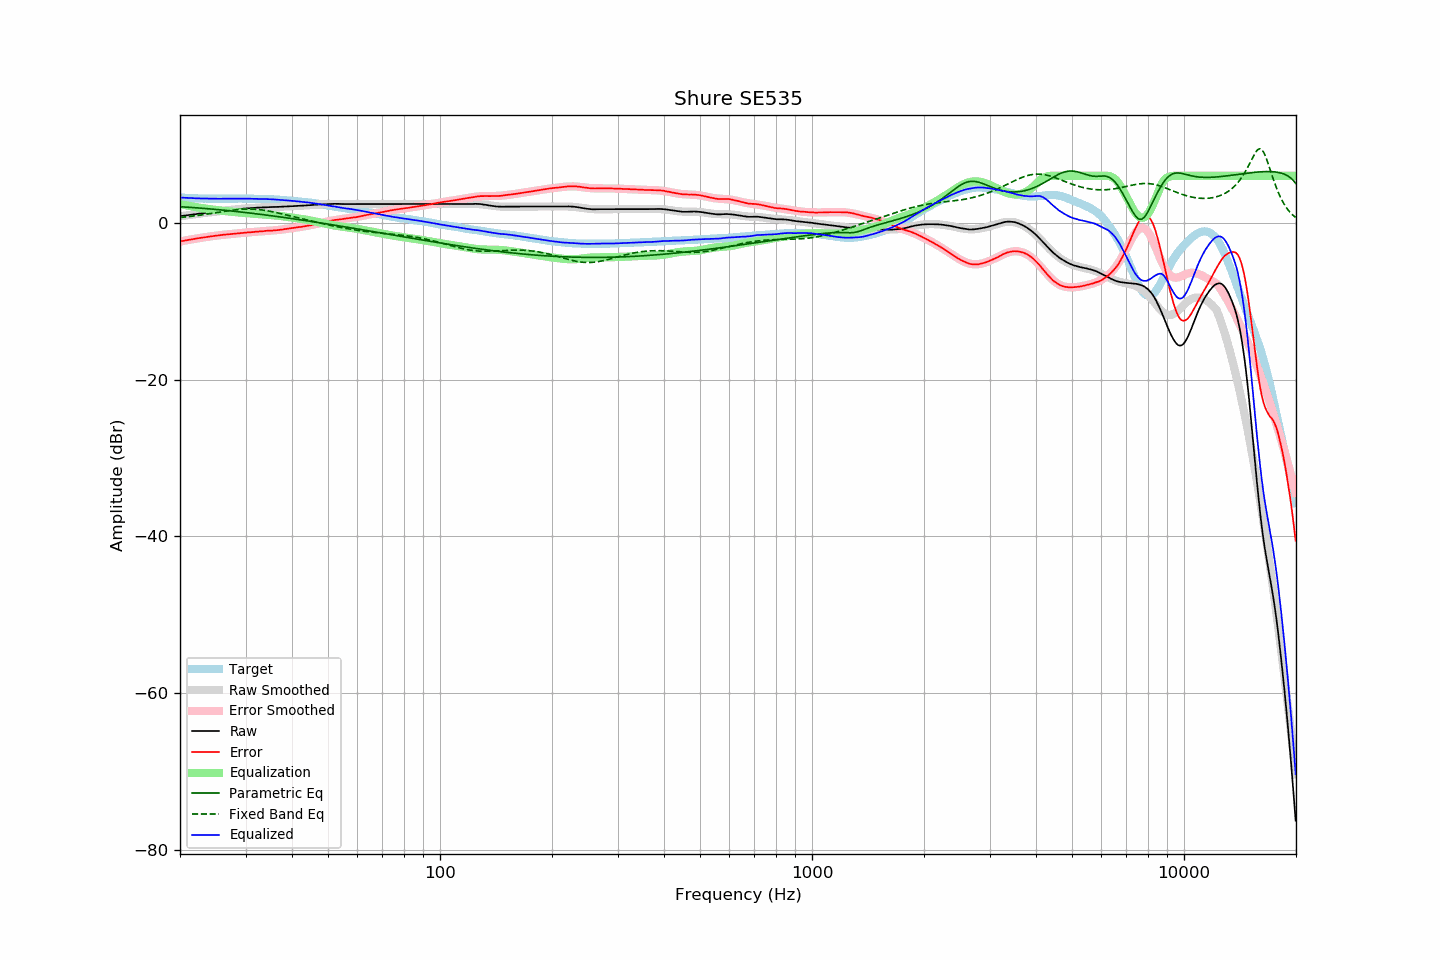 Shure SE535
Amplitude (dBr)
0
−20
−40
−60
−80
Target
Raw Smoothed
Error Smoothed
Raw
Error
Equalization
Parametric Eq
Fixed Band Eq
Equalized
100
1000
10000
Frequency (Hz)